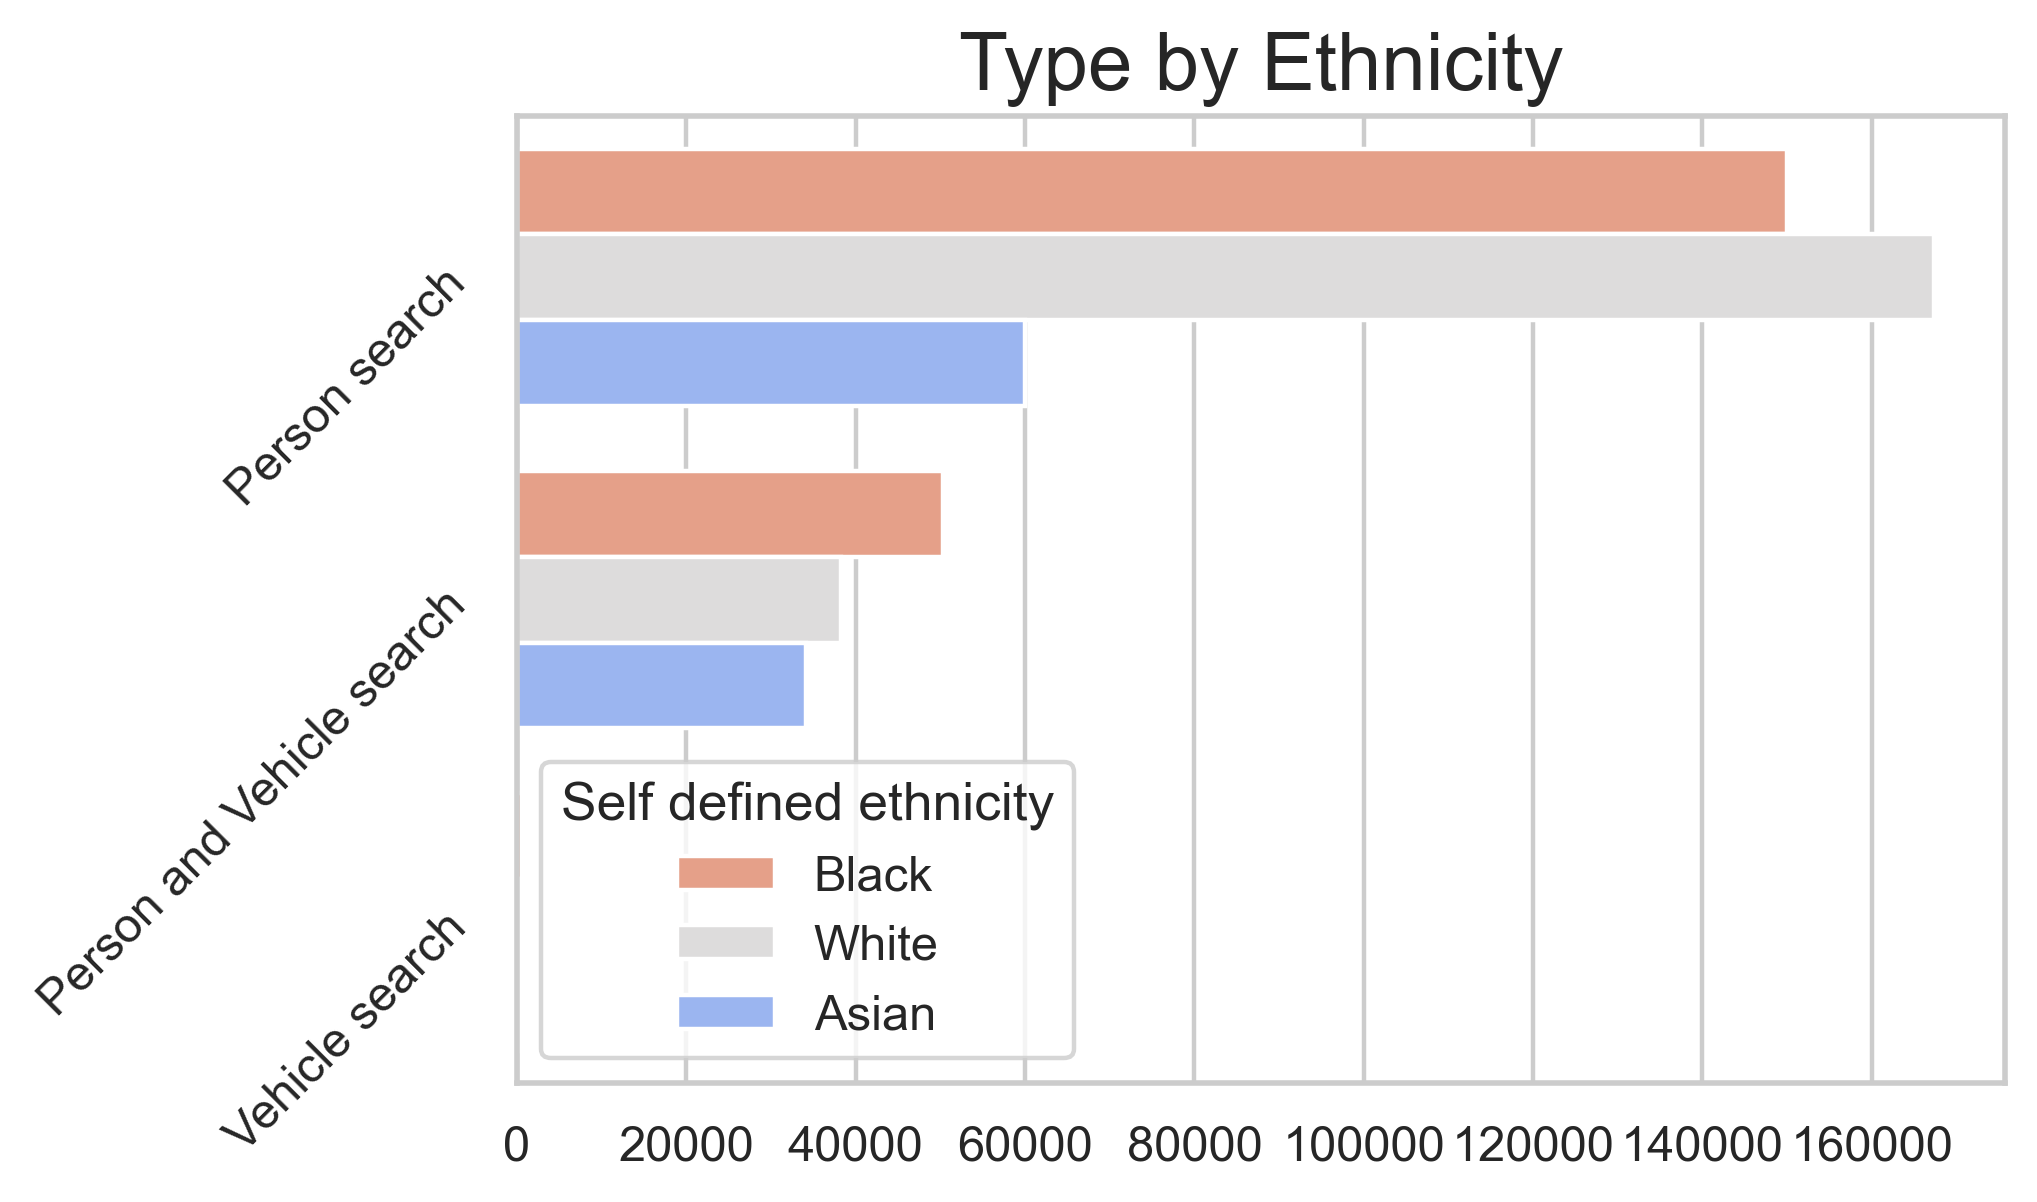 Type by Ethnicity
Person search
Person and Vehicle search
Vehicle search
Self defined ethnicity
Black
White
Asian
0 20000 40000 60000 80000 100000 120000 140000 160000